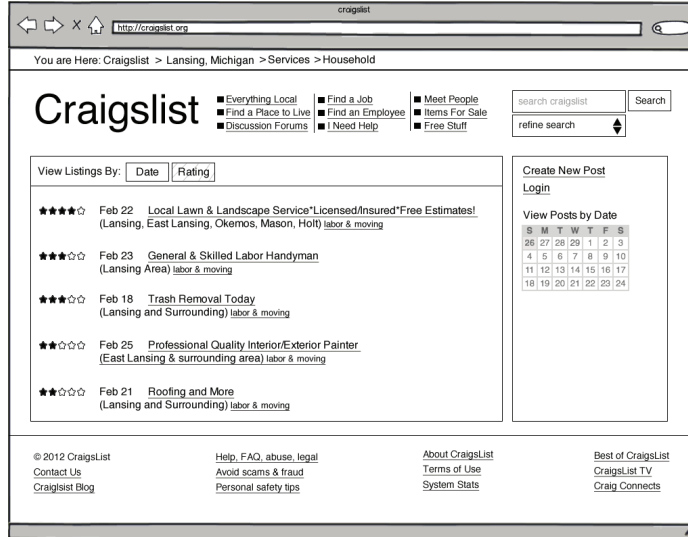 craigslist
http://craigslist.org
You are Here: Craigslist > Lansing, Michigan > Services > Household
Craigslist
Everything Local
Find a Place to Live
Discussion Forums
Find a Job
Find an Employee
I Need Help
Meet People
Items For Sale
Free Stuff
search craigslist
Search
refine search
View Listings By: Date Rating
Feb 22 Local Lawn & Landscape Service*Licensed/Insured*Free Estimates!
(Lansing, East Lansing, Okemos, Mason, Holt) labor & moving
Feb 23 General & Skilled Labor Handyman
(Lansing Area) labor & moving
Feb 18 Trash Removal Today
(Lansing and Surrounding) labor & moving
Feb 25 Professional Quality Interior/Exterior Painter
(East Lansing & surrounding area) labor & moving
Feb 21 Roofing and More
(Lansing and Surrounding) labor & moving
Create New Post
Login
View Posts by Date
S M T W T F S
26 27 28 29 1 2 3
4 5 6 7 8 9 10
11 12 13 14 15 16 17
18 19 20 21 22 23 24
© 2012 CraigsList
Contact Us
Craiglsist Blog
Help, FAQ, abuse, legal
Avoid scams & fraud
Personal safety tips
About CraigsList
Terms of Use
System Stats
Best of CraigsList
CraigsList TV
Craig Connects